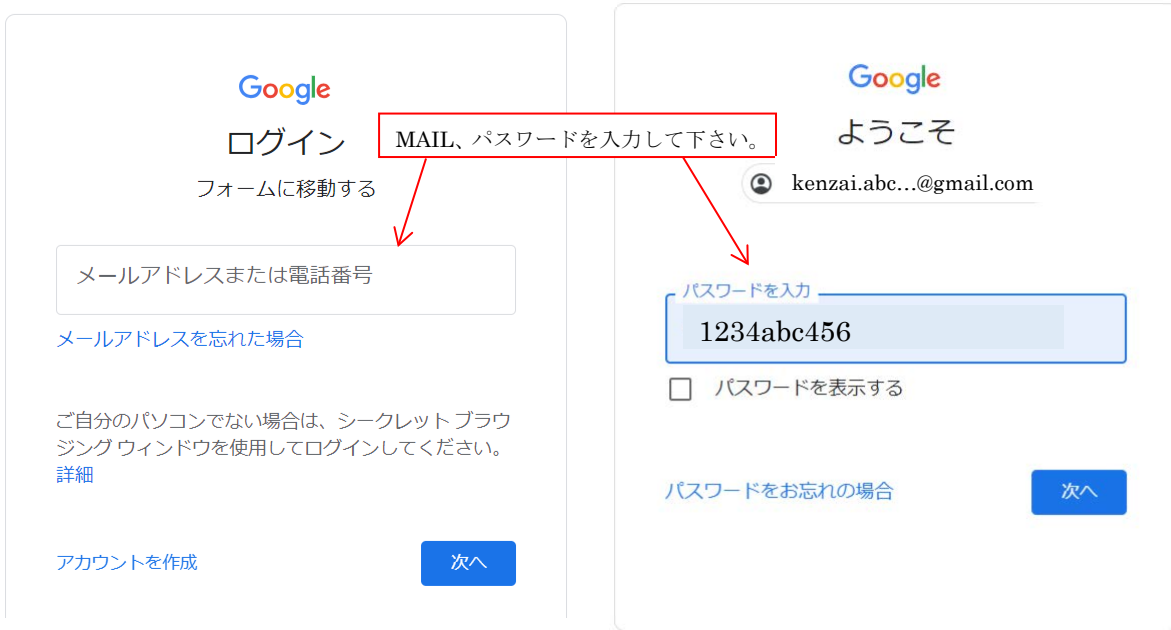 Google
ログイン
フォームに移動する
メールアドレスまたは電話番号
メールアドレスを忘れた場合
ご自分のパソコンでない場合は、シークレット ブラウ
ジング ウィンドウを使用してログインしてください。
詳細
アカウントを作成
次へ
MAIL、パスワードを入力して下さい。
Google
ようこそ
kenzai.abc…@gmail.com
パスワードを入力
1234abc456
パスワードを表示する
パスワードをお忘れの場合
次へ